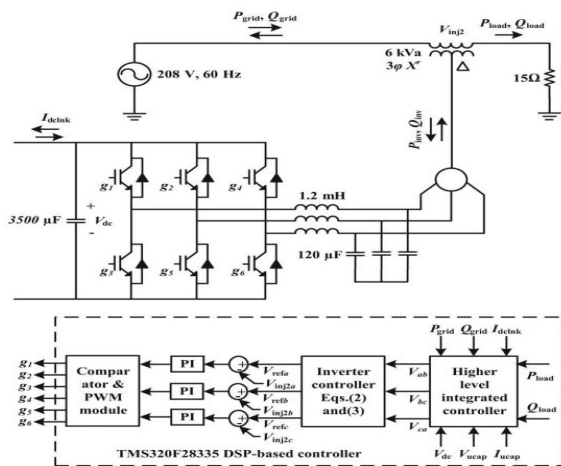 Pgrid, Qgrid
Vinj2
Pload, Qload
6 kVa
3φ Xʳ
208 V, 60 Hz
15Ω
Pinv, Qinv
Idclnk
g1
g2
g4
1.2 mH
3500 μF
+
Vdc
-
120 μF
g3
g5
g6
Pgrid Qgrid Idclnk
g1
g2
g3
g4
g5
g6
Compar
ator &
PWM
module
PI
PI
PI
Vrefa
Vinj2a
Vrefb
Vinj2b
Vrefc
Vinj2c
Inverter
controller
Eqs.(2)
and(3)
Vab
Vbc
Vca
Higher
level
integrated
controller
Pload
Qload
Vdc Vucap Iucap
TMS320F28335 DSP-based controller